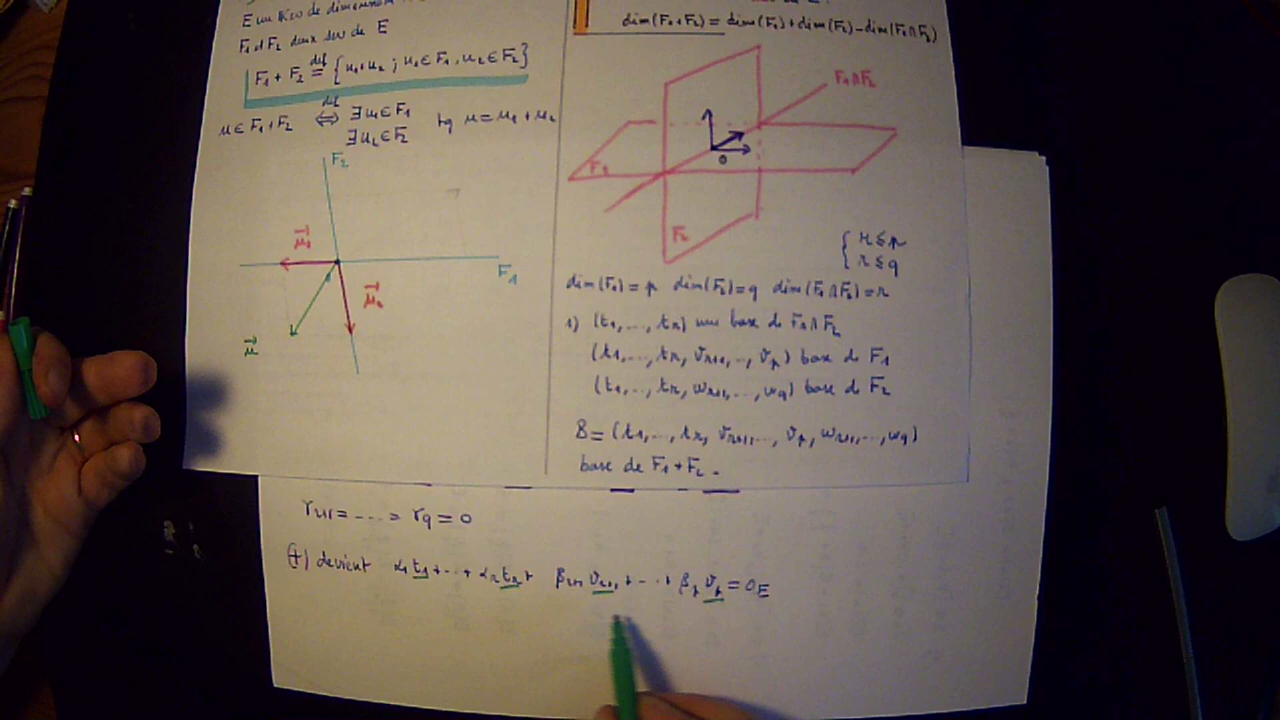 E un Kev de dimension
F₁ et F₂ deux sev de E
F₁ + F₂ =^{def} { u₁+u₂ ; u₁ ∈ F₁, u₂ ∈ F₂ }
u ∈ F₁+F₂ ⇔^{def} ∃ u₁ ∈ F₁
∃ u₂ ∈ F₂ tq u = u₁ + u₂
F₂
u₁
F₁
u₂
u
dim(F₁+F₂) = dim(F₁) + dim(F₂) - dim(F₁∩F₂)
F₁∩F₂
F₁
0
F₂
{ r ≤ p
r ≤ q
dim(F₁) = p dim(F₂) = q dim(F₁∩F₂) = r
1) (t₁, ..., tᵣ) une base de F₁∩F₂
(t₁, ..., tᵣ, vᵣ₊₁, ..., vₚ) base de F₁
(t₁, ..., tᵣ, wᵣ₊₁, ..., w_q) base de F₂
B = (t₁, ..., tᵣ, vᵣ₊₁, ..., vₚ, wᵣ₊₁, ..., w_q)
base de F₁+F₂.
γᵣ₊₁ = ... = γ_q = 0
(+) devient α₁t₁ + ... + αᵣtᵣ + βᵣ₊₁vᵣ₊₁ + ... + βₚvₚ = 0_E